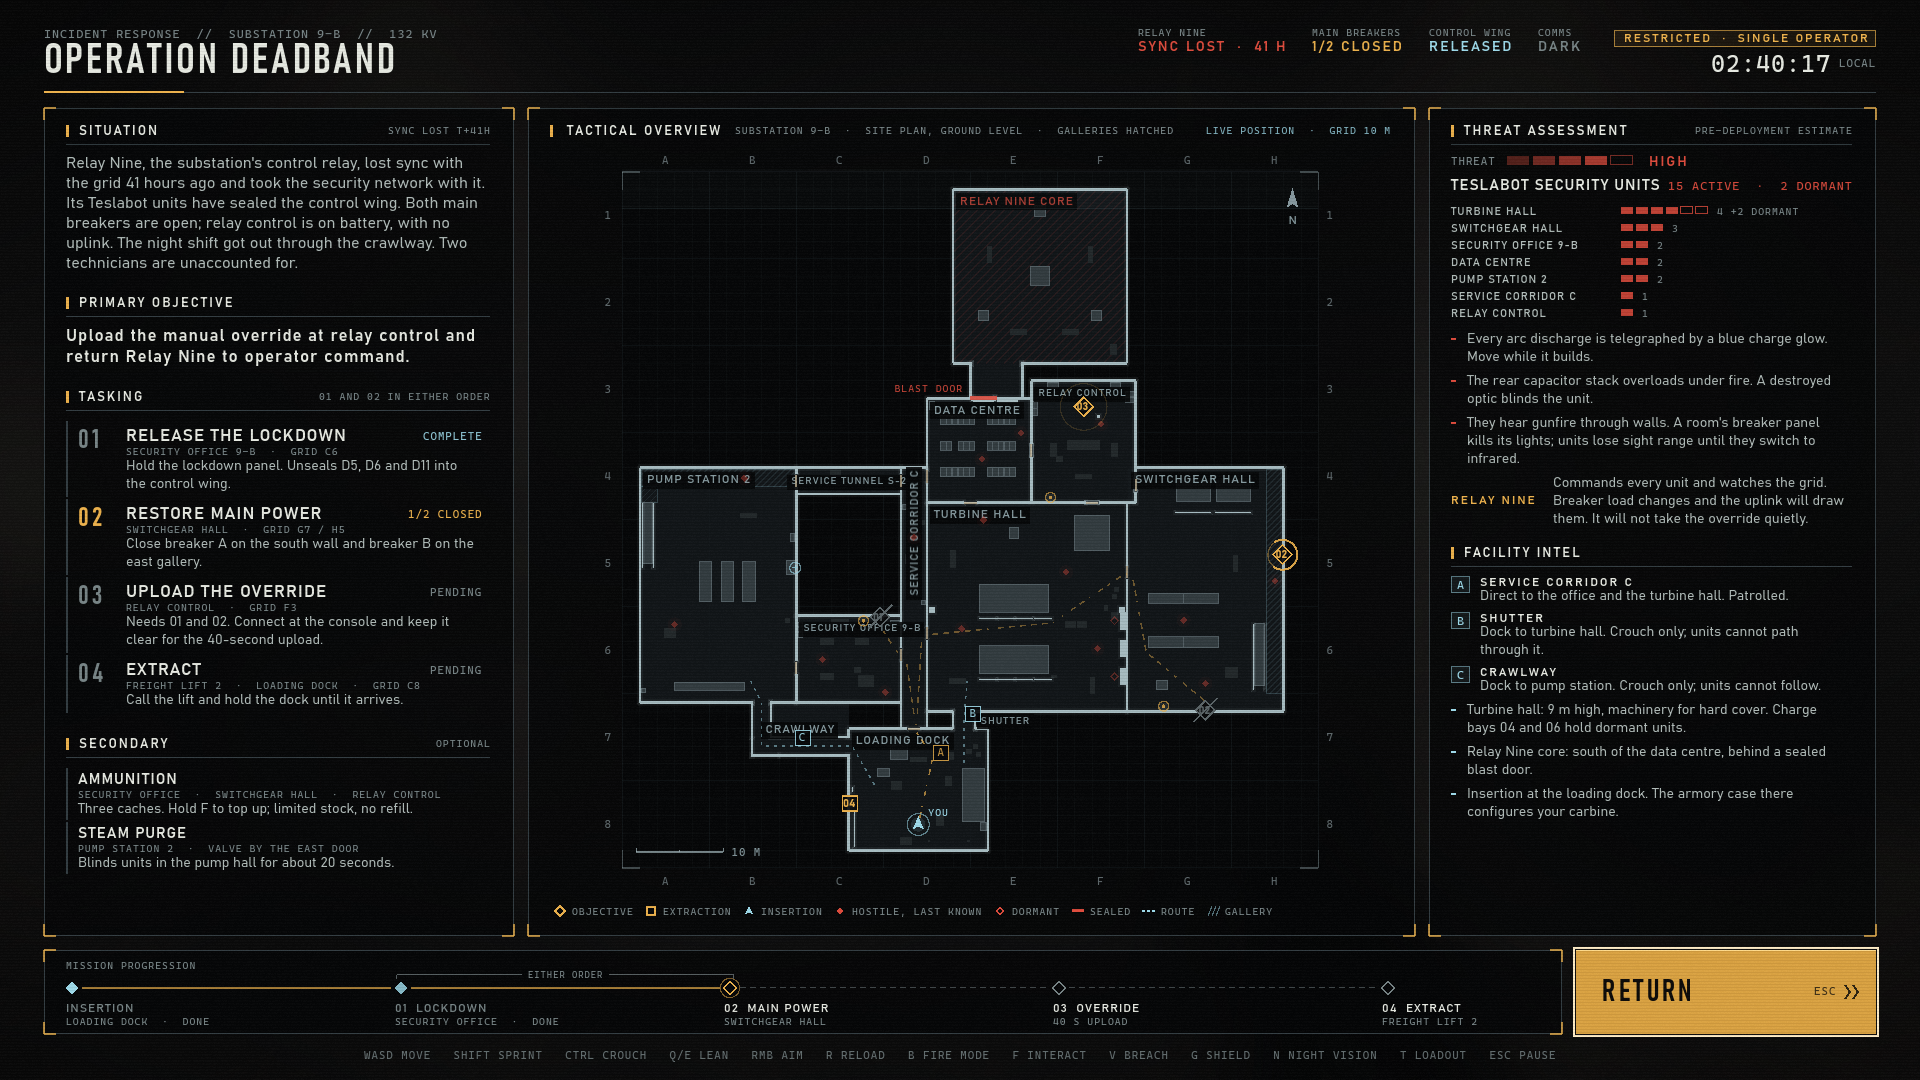 INCIDENT RESPONSE // SUBSTATION 9-B // 132 KV
OPERATION DEADBAND
RELAY NINE
SYNC LOST · 41 H
MAIN BREAKERS
1/2 CLOSED
CONTROL WING
RELEASED
COMMS
DARK
RESTRICTED · SINGLE OPERATOR
02:40:17 LOCAL
SITUATION
SYNC LOST T+41H
Relay Nine, the substation's control relay, lost sync with
the grid 41 hours ago and took the security network with it.
Its Teslabot units have sealed the control wing. Both main
breakers are open; relay control is on battery, with no
uplink. The night shift got out through the crawlway. Two
technicians are unaccounted for.
PRIMARY OBJECTIVE
Upload the manual override at relay control and
return Relay Nine to operator command.
TASKING
01 AND 02 IN EITHER ORDER
01
RELEASE THE LOCKDOWN
COMPLETE
SECURITY OFFICE 9-B · GRID C6
Hold the lockdown panel. Unseals D5, D6 and D11 into
the control wing.
02
RESTORE MAIN POWER
1/2 CLOSED
SWITCHGEAR HALL · GRID G7 / H5
Close breaker A on the south wall and breaker B on the
east gallery.
03
UPLOAD THE OVERRIDE
PENDING
RELAY CONTROL · GRID F3
Needs 01 and 02. Connect at the console and keep it
clear for the 40-second upload.
04
EXTRACT
PENDING
FREIGHT LIFT 2 · LOADING DOCK · GRID C8
Call the lift and hold the dock until it arrives.
SECONDARY
OPTIONAL
AMMUNITION
SECURITY OFFICE · SWITCHGEAR HALL · RELAY CONTROL
Three caches. Hold F to top up; limited stock, no refill.
STEAM PURGE
PUMP STATION 2 · VALVE BY THE EAST DOOR
Blinds units in the pump hall for about 20 seconds.
TACTICAL OVERVIEW
SUBSTATION 9-B · SITE PLAN, GROUND LEVEL · GALLERIES HATCHED
LIVE POSITION · GRID 10 M
A B C D E F G H
1 1
2 2
3 3
4 4
5 5
6 6
7 7
8 8
N
RELAY NINE CORE
BLAST DOOR
RELAY CONTROL
03
DATA CENTRE
PUMP STATION 2
SERVICE TUNNEL S-2
SERVICE CORRIDOR C
SWITCHGEAR HALL
TURBINE HALL
02
SECURITY OFFICE 9-B
B
SHUTTER
CRAWLWAY
C
LOADING DOCK
A
04
YOU
10 M
A B C D E F G H
OBJECTIVE
EXTRACTION
INSERTION
HOSTILE, LAST KNOWN
DORMANT
SEALED
ROUTE
GALLERY
THREAT ASSESSMENT
PRE-DEPLOYMENT ESTIMATE
THREAT
HIGH
TESLABOT SECURITY UNITS
15 ACTIVE · 2 DORMANT
TURBINE HALL 4 +2 DORMANT
SWITCHGEAR HALL 3
SECURITY OFFICE 9-B 2
DATA CENTRE 2
PUMP STATION 2 2
SERVICE CORRIDOR C 1
RELAY CONTROL 1
Every arc discharge is telegraphed by a blue charge glow.
Move while it builds.
The rear capacitor stack overloads under fire. A destroyed
optic blinds the unit.
They hear gunfire through walls. A room's breaker panel
kills its lights; units lose sight range until they switch to
infrared.
RELAY NINE
Commands every unit and watches the grid.
Breaker load changes and the uplink will draw
them. It will not take the override quietly.
FACILITY INTEL
A
SERVICE CORRIDOR C
Direct to the office and the turbine hall. Patrolled.
B
SHUTTER
Dock to turbine hall. Crouch only; units cannot path
through it.
C
CRAWLWAY
Dock to pump station. Crouch only; units cannot follow.
Turbine hall: 9 m high, machinery for hard cover. Charge
bays 04 and 06 hold dormant units.
Relay Nine core: south of the data centre, behind a sealed
blast door.
Insertion at the loading dock. The armory case there
configures your carbine.
MISSION PROGRESSION
EITHER ORDER
INSERTION
LOADING DOCK · DONE
01 LOCKDOWN
SECURITY OFFICE · DONE
02 MAIN POWER
SWITCHGEAR HALL
03 OVERRIDE
40 S UPLOAD
04 EXTRACT
FREIGHT LIFT 2
RETURN
ESC
WASD MOVE SHIFT SPRINT CTRL CROUCH Q/E LEAN RMB AIM R RELOAD B FIRE MODE F INTERACT V BREACH G SHIELD N NIGHT VISION T LOADOUT ESC PAUSE